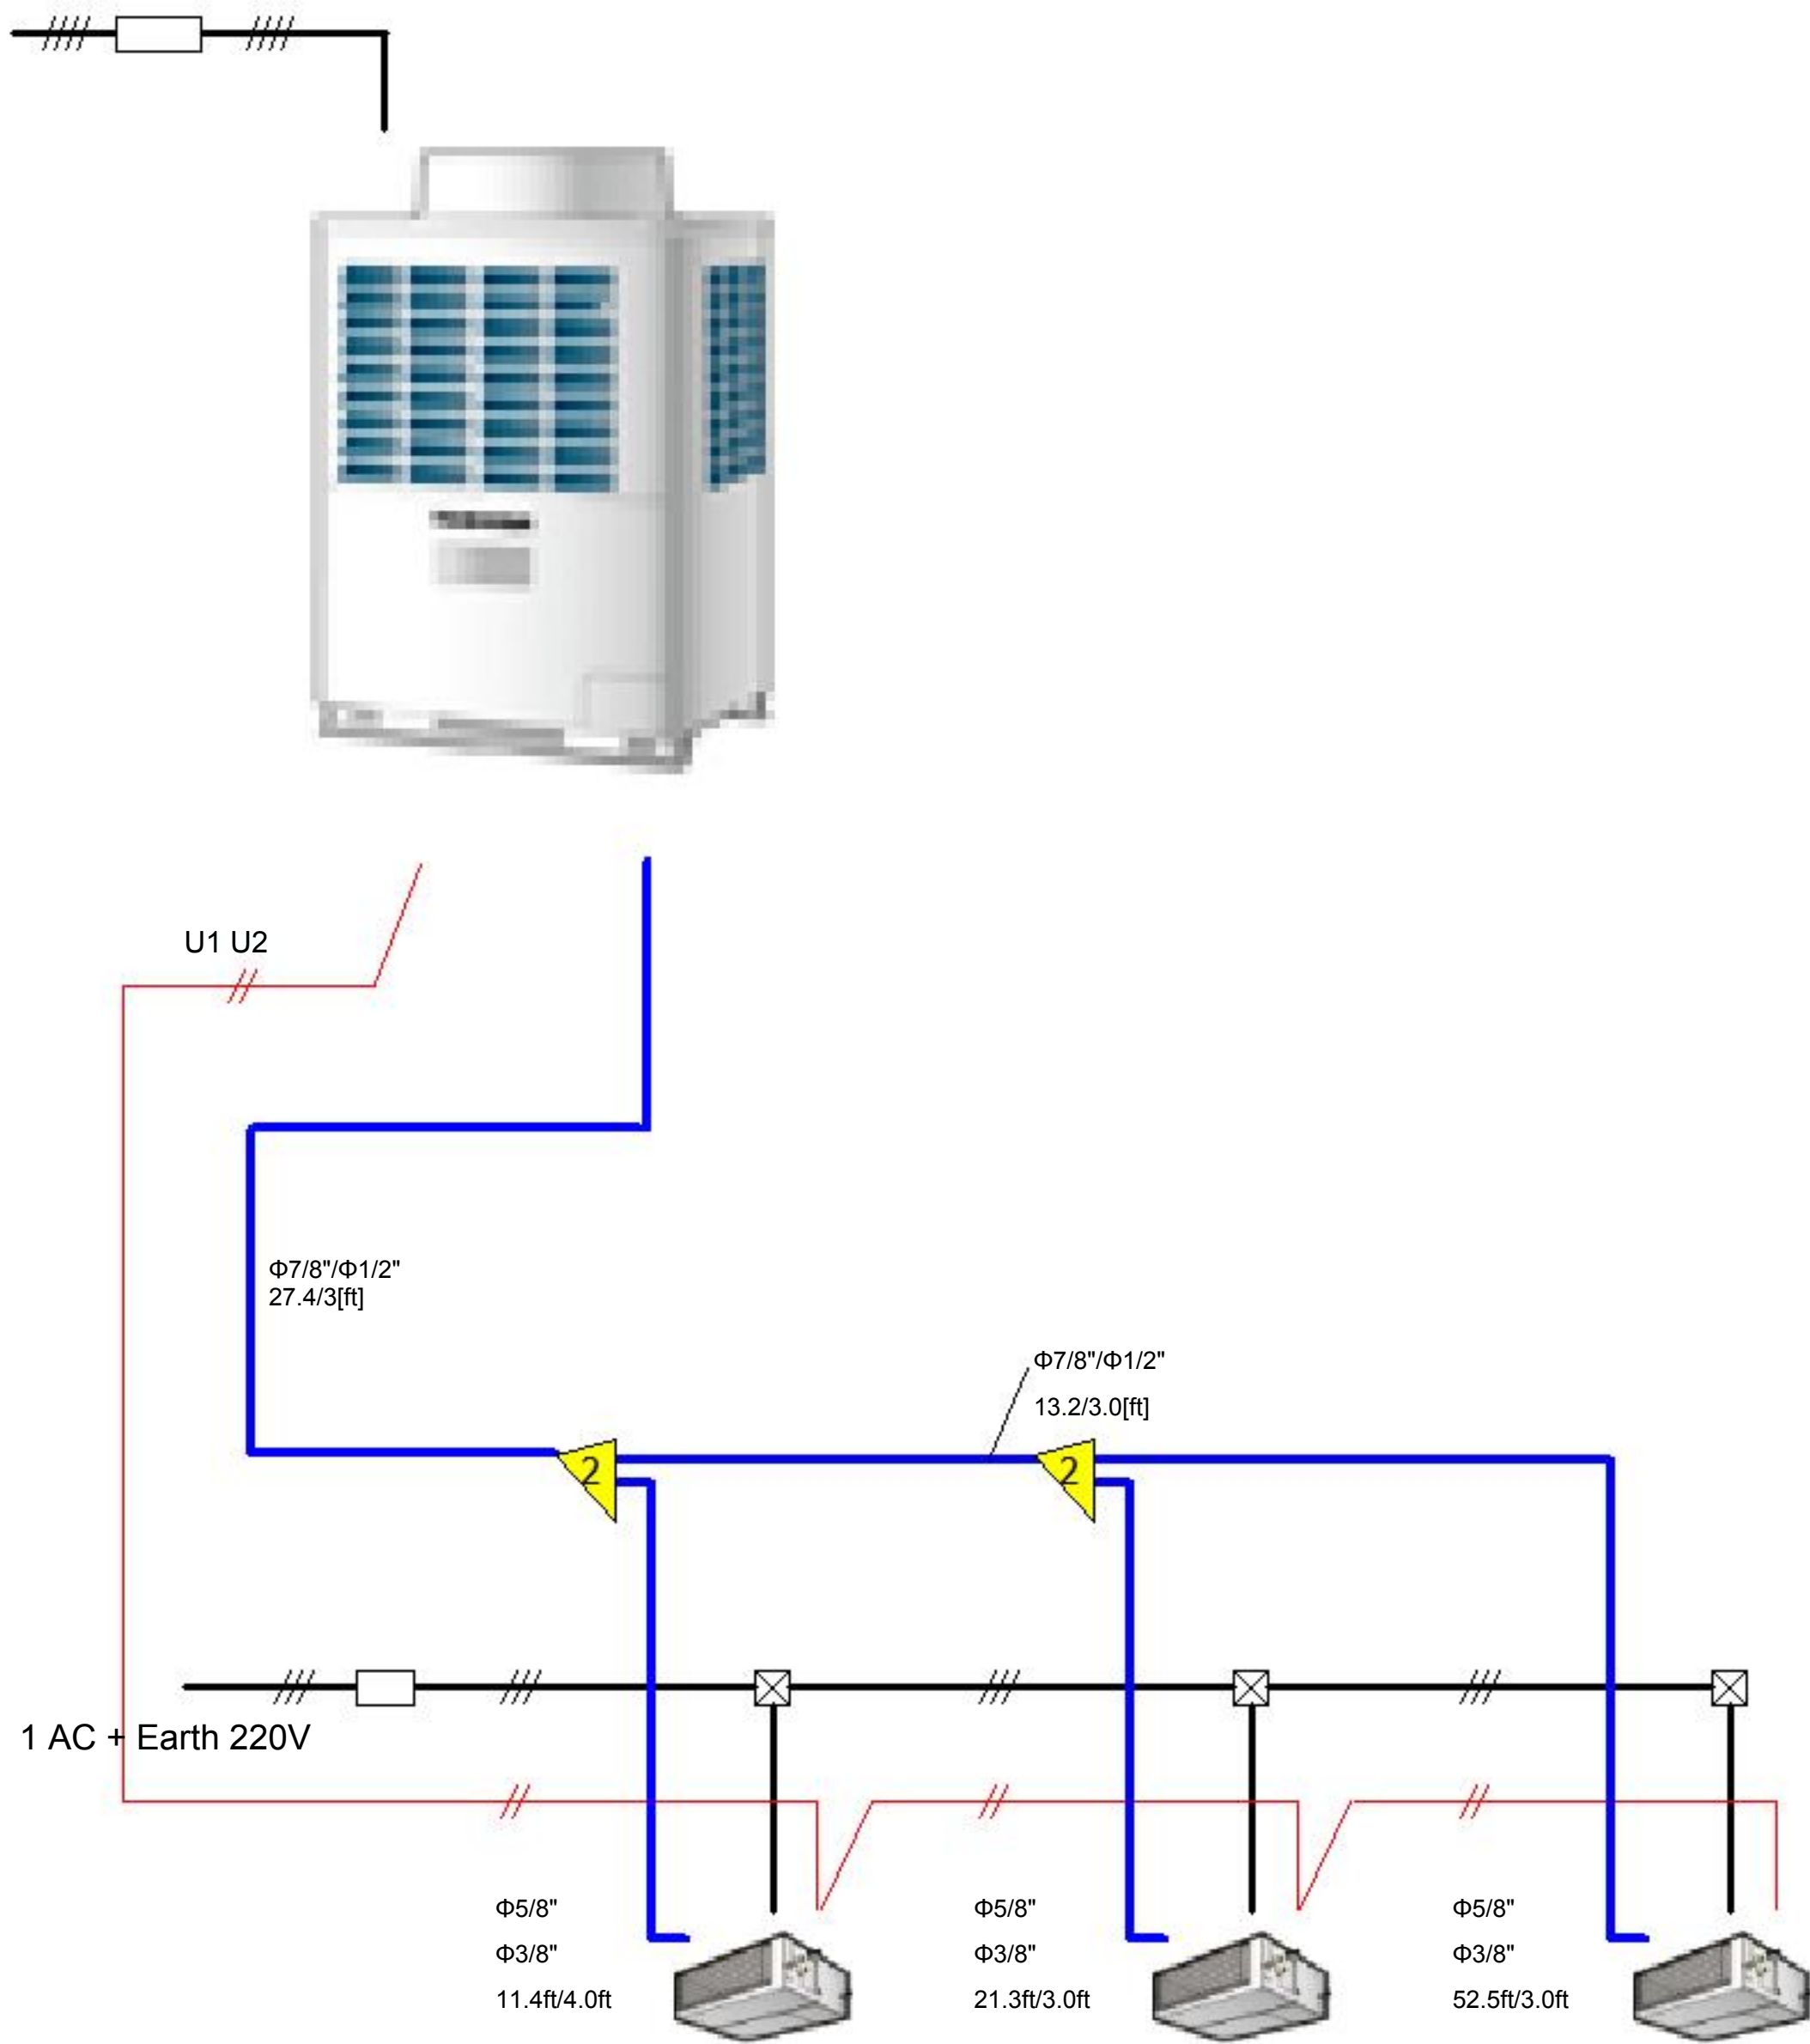 U1 U2
Φ7/8"/Φ1/2"
27.4/3[ft]
Φ7/8"/Φ1/2"
13.2/3.0[ft]
2
2
1 AC + Earth 220V
Φ5/8"
Φ3/8"
11.4ft/4.0ft
Φ5/8"
Φ3/8"
21.3ft/3.0ft
Φ5/8"
Φ3/8"
52.5ft/3.0ft